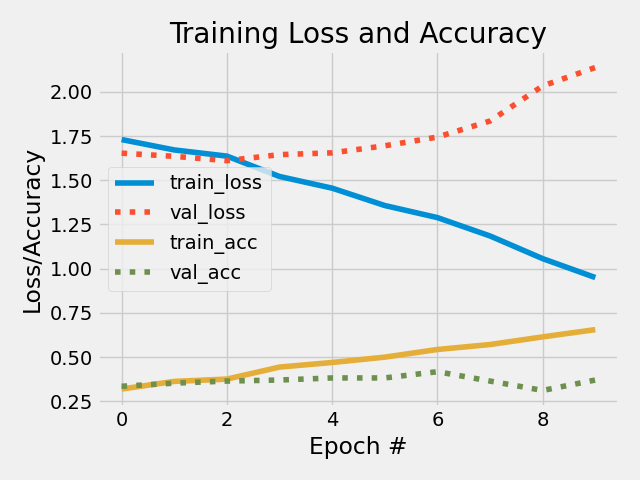 Training Loss and Accuracy
2.00
1.75
1.50
1.25
1.00
0.75
0.50
0.25
Loss/Accuracy
train_loss
val_loss
train_acc
val_acc
0 2 4 6 8
Epoch #